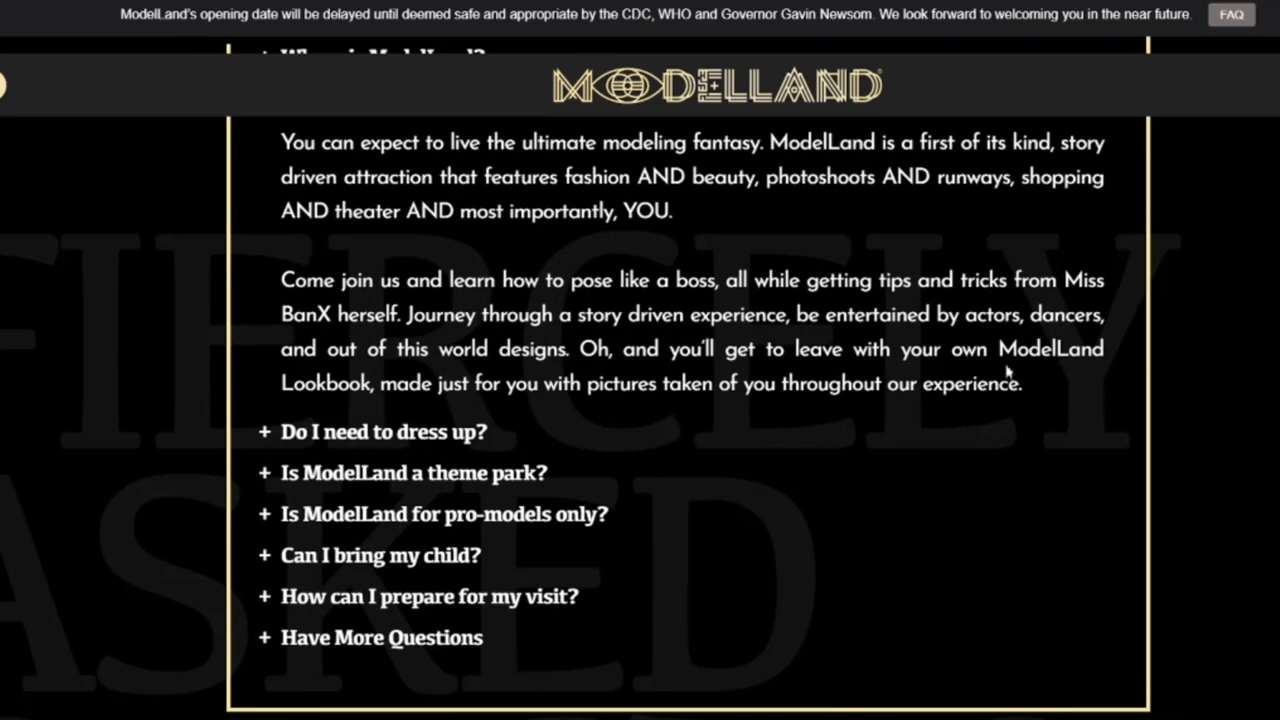 ModelLand's opening date will be delayed until deemed safe and appropriate by the CDC, WHO and Governor Gavin Newsom. We look forward to welcoming you in the near future.
FAQ
MODELLAND
You can expect to live the ultimate modeling fantasy. ModelLand is a first of its kind, story
driven attraction that features fashion AND beauty, photoshoots AND runways, shopping
AND theater AND most importantly, YOU.
Come join us and learn how to pose like a boss, all while getting tips and tricks from Miss
BanX herself. Journey through a story driven experience, be entertained by actors, dancers,
and out of this world designs. Oh, and you'll get to leave with your own ModelLand
Lookbook, made just for you with pictures taken of you throughout our experience.
+ Do I need to dress up?
+ Is ModelLand a theme park?
+ Is ModelLand for pro-models only?
+ Can I bring my child?
+ How can I prepare for my visit?
+ Have More Questions
FIERCELY
ASKED